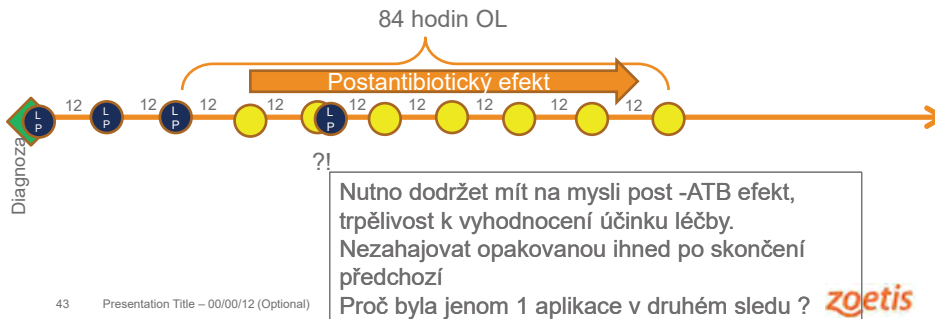 84 hodin OL
Postantibiotický efekt
12 12 12 12 12 12 12 12 12
L P L P L P L P
Diagnoza
?!
Nutno dodržet mít na mysli post -ATB efekt,
trpělivost k vyhodnocení účinku léčby.
Nezahajovat opakovanou ihned po skončení
předchozí
Proč byla jenom 1 aplikace v druhém sledu ?
43 Presentation Title – 00/00/12 (Optional)
zoetis